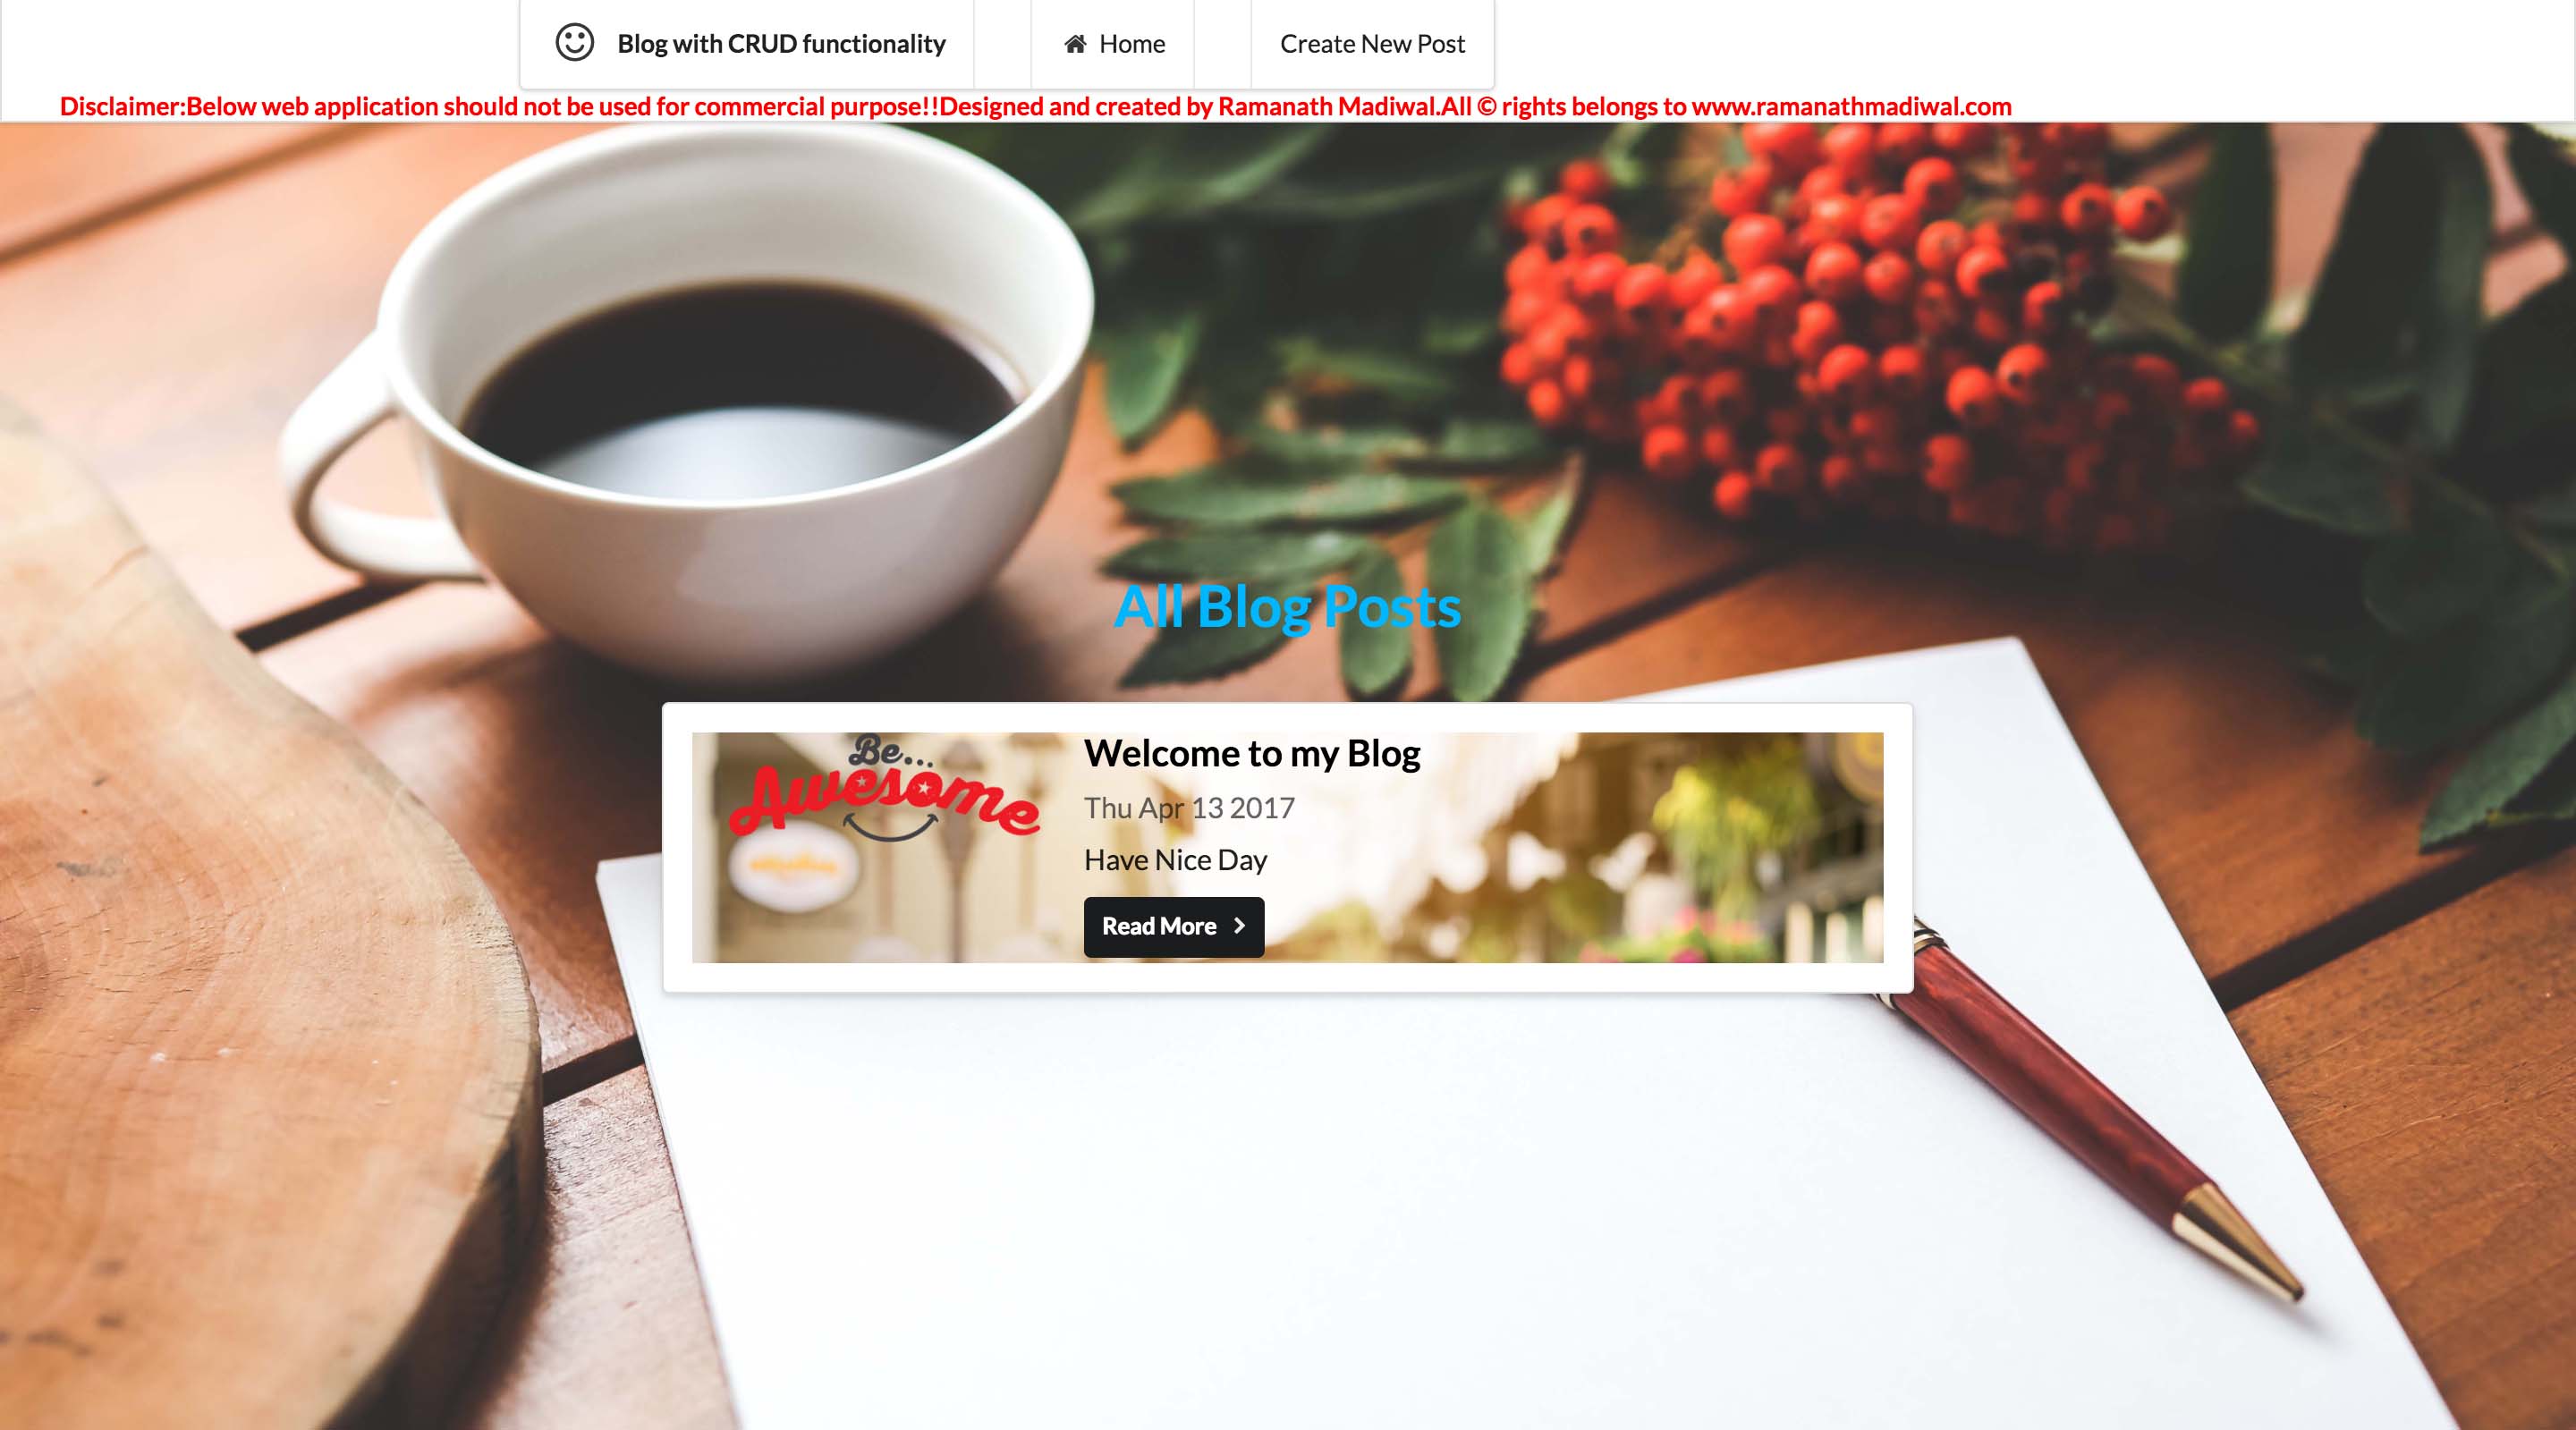 Blog with CRUD functionality
Home
Create New Post
Disclaimer:Below web application should not be used for commercial purpose!!Designed and created by Ramanath Madiwal.All © rights belongs to www.ramanathmadiwal.com
All Blog Posts
Be...
Awesome
Welcome to my Blog
Thu Apr 13 2017
Have Nice Day
Read More